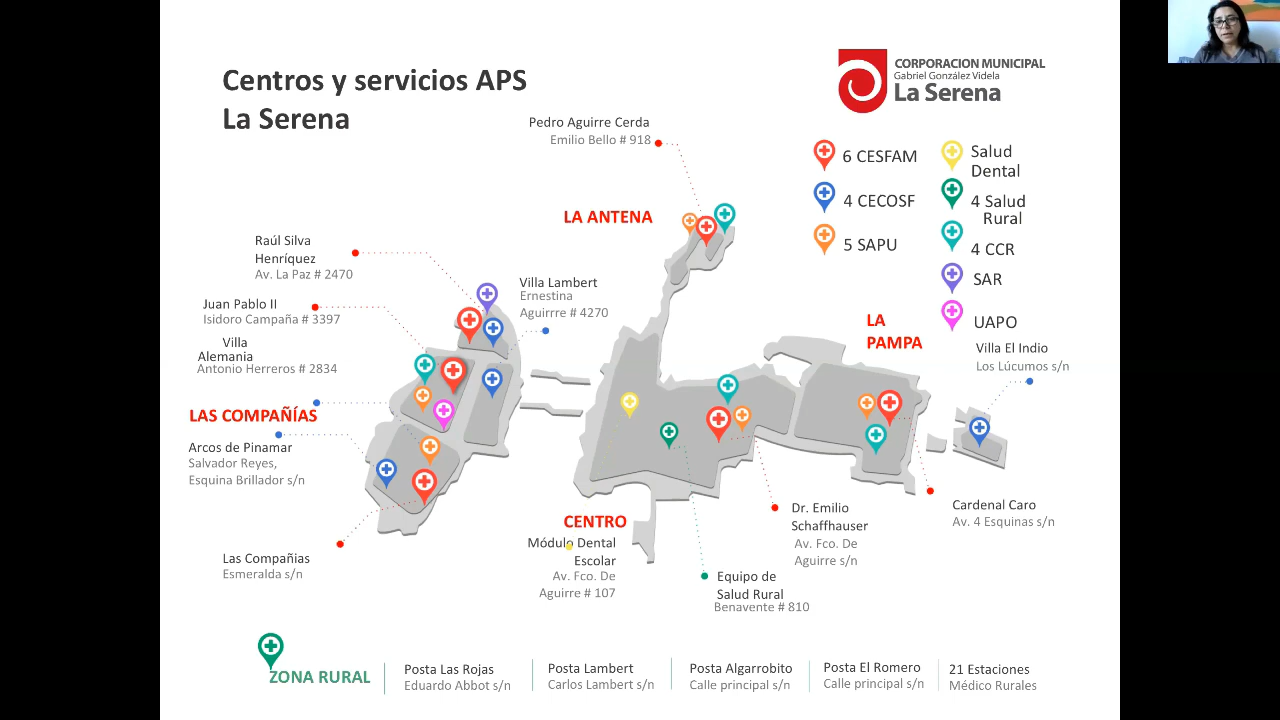 Centros y servicios APS
La Serena
CORPORACION MUNICIPAL
Gabriel González Videla
La Serena
Pedro Aguirre Cerda
Emilio Bello # 918
6 CESFAM
4 CECOSF
5 SAPU
Salud
Dental
4 Salud
Rural
4 CCR
SAR
UAPO
LA ANTENA
Raúl Silva
Henríquez
Av. La Paz # 2470
Villa Lambert
Ernestina
Aguirrre # 4270
Juan Pablo II
Isidoro Campaña # 3397
Villa
Alemania
Antonio Herreros # 2834
LA
PAMPA
Villa El Indio
Los Lúcumos s/n
LAS COMPAÑÍAS
Arcos de Pinamar
Salvador Reyes,
Esquina Brillador s/n
Las Compañias
Esmeralda s/n
CENTRO
Módulo Dental
Escolar
Av. Fco. De
Aguirre # 107
Equipo de
Salud Rural
Benavente # 810
Dr. Emilio
Schaffhauser
Av. Fco. De
Aguirre s/n
Cardenal Caro
Av. 4 Esquinas s/n
ZONA RURAL
Posta Las Rojas
Eduardo Abbot s/n
Posta Lambert
Carlos Lambert s/n
Posta Algarrobito
Calle principal s/n
Posta El Romero
Calle principal s/n
21 Estaciones
Médico Rurales